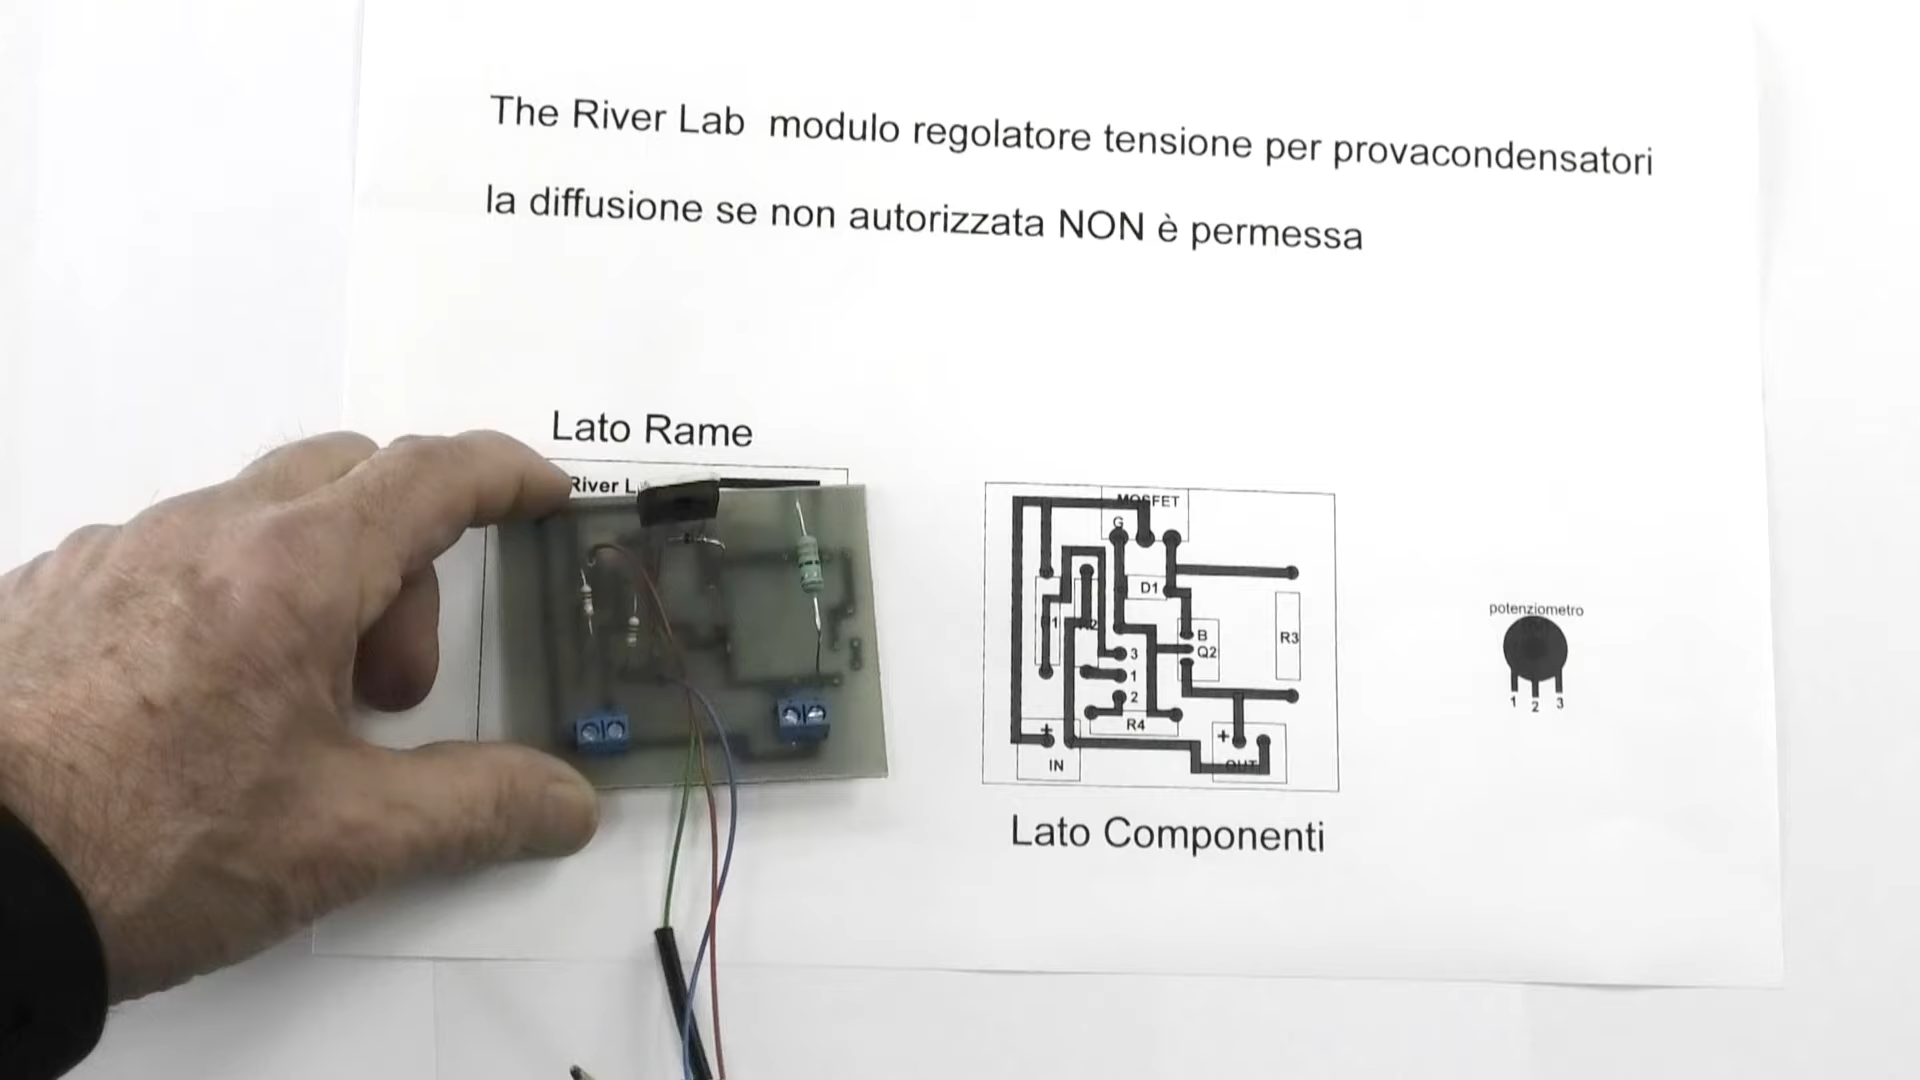 The River Lab modulo regolatore tensione per provacondensatori
la diffusione se non autorizzata NON è permessa
Lato Rame
River
MOSFET
G
D1
B
Q2
R3
3
1
2
R4
+
IN
+
OUT
Lato Componenti
potenziometro
1 2 3